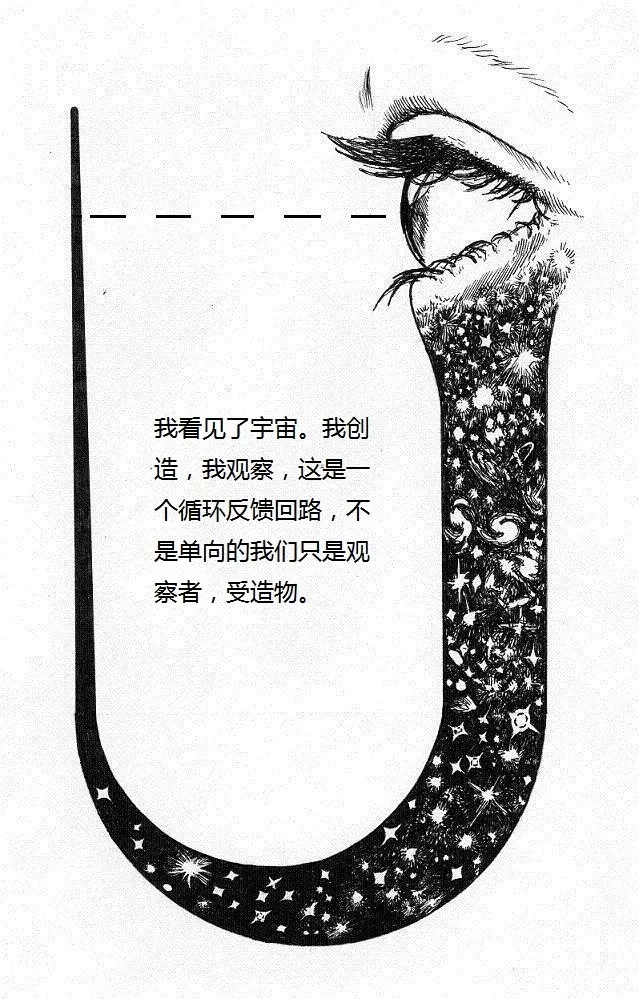 我看见了宇宙。我创
造，我观察，这是一
个循环反馈回路，不
是单向的我们只是观
察者，受造物。